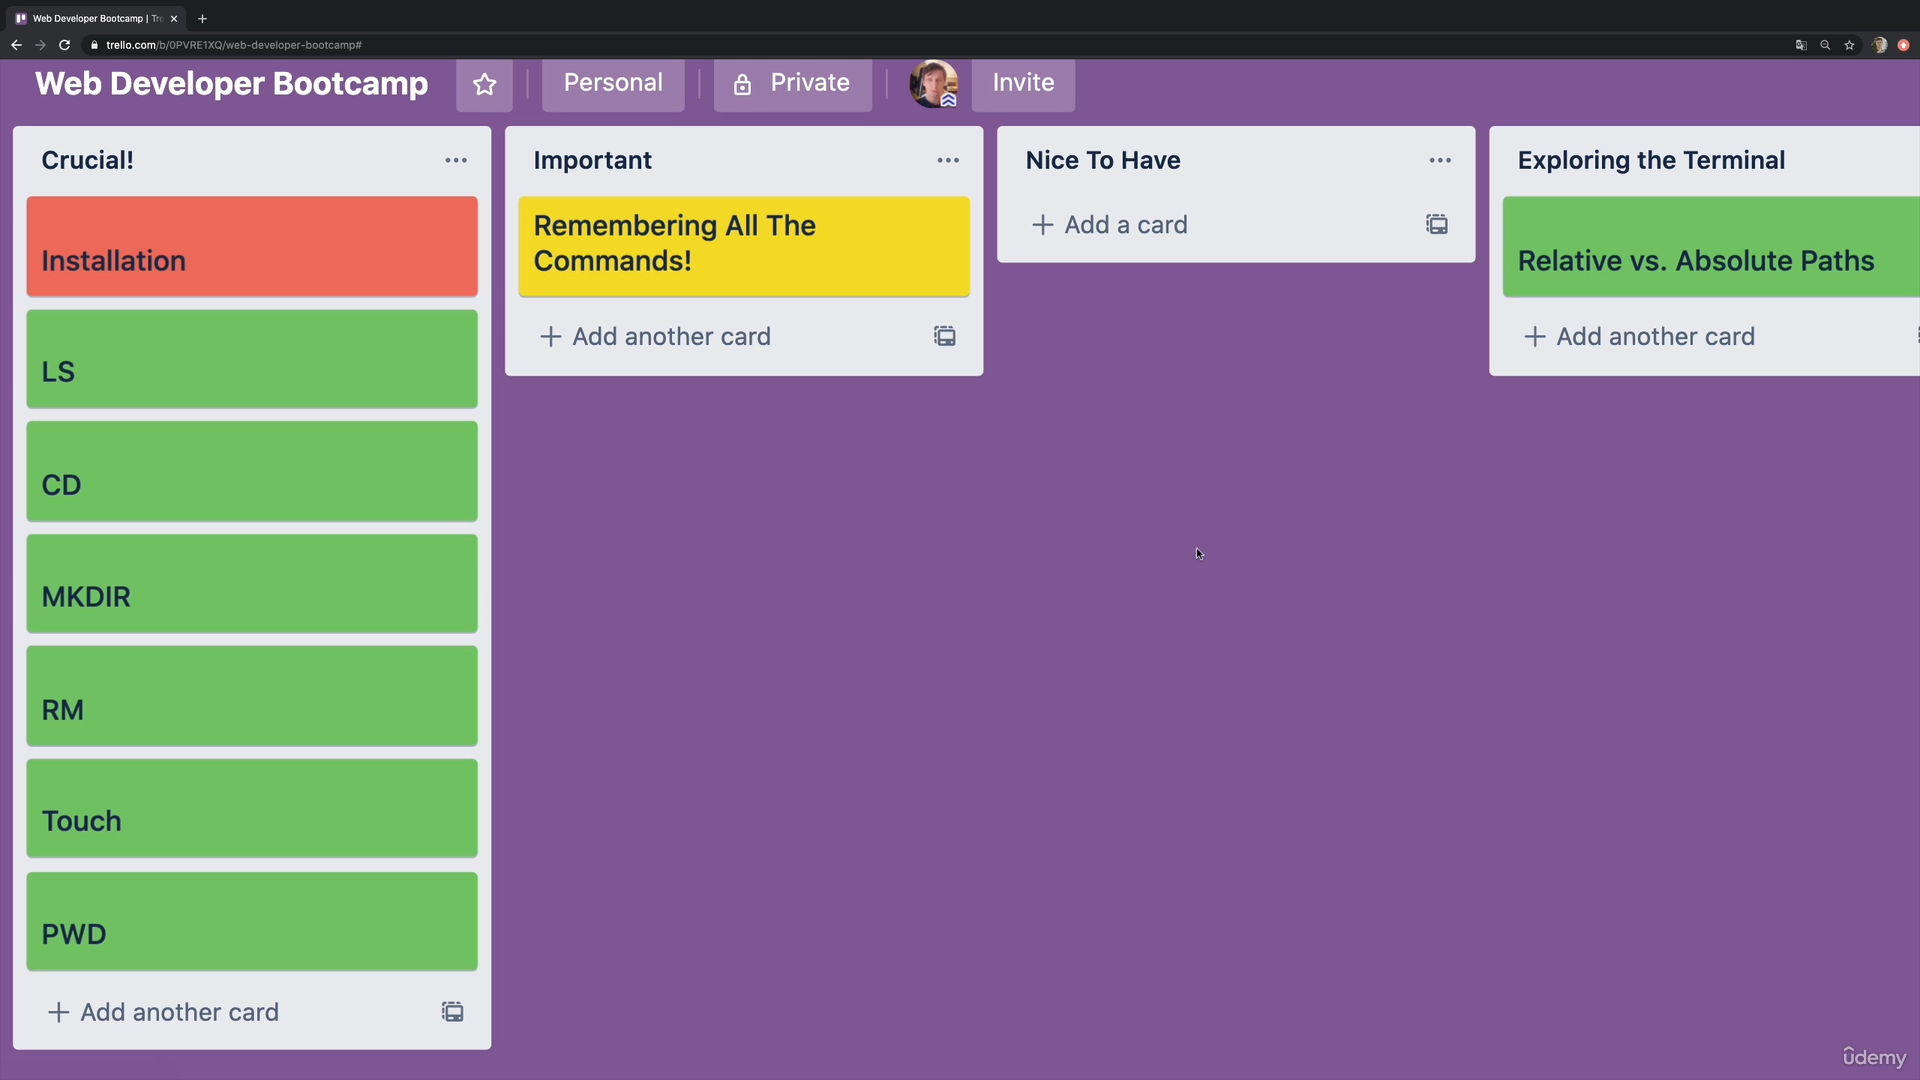 Web Developer Bootcamp | Tre
trello.com/b/0PVRE1XQ/web-developer-bootcamp#
Web Developer Bootcamp
Personal
Private
Invite
Crucial!
Installation
LS
CD
MKDIR
RM
Touch
PWD
Add another card
Important
Remembering All The
Commands!
Add another card
Nice To Have
Add a card
Exploring the Terminal
Relative vs. Absolute Paths
Add another card
ûdemy